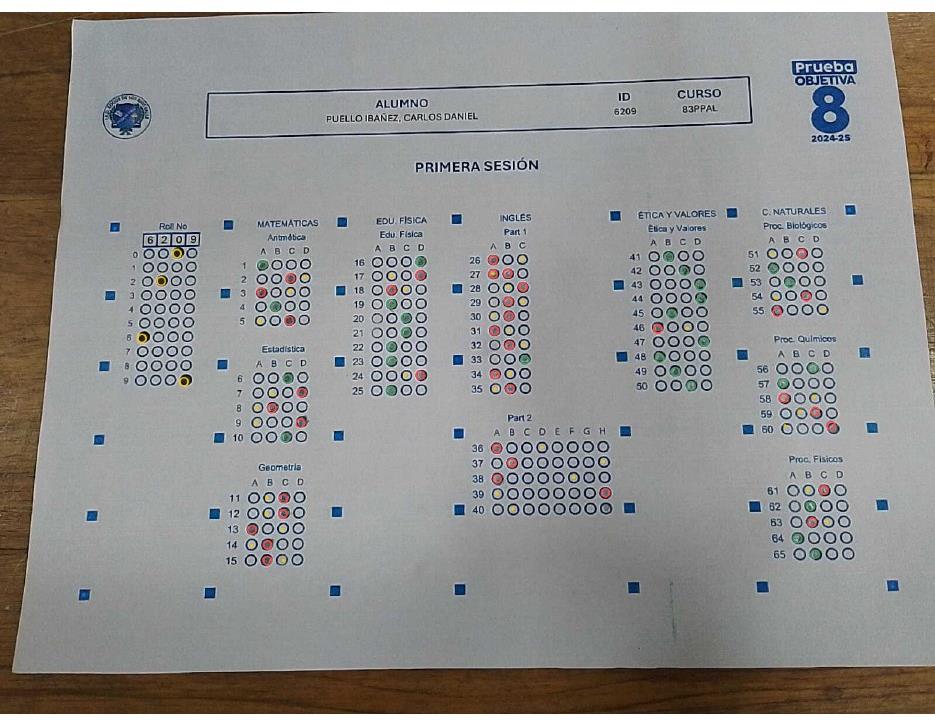 Prueba
OBJETIVA
8
2024-25
ALUMNO
PUELLO IBAÑEZ, CARLOS DANIEL
ID
6209
CURSO
83PPAL
PRIMERA SESIÓN
Roll No
6 2 0 9
0
1
2
3
4
5
6
7
8
9
MATEMÁTICAS
Aritmética
A B C D
1
2
3
4
5
Estadística
A B C D
6
7
8
9
10
Geometría
A B C D
11
12
13
14
15
EDU. FÍSICA
Edu. Física
A B C D
16
17
18
19
20
21
22
23
24
25
INGLÉS
Part 1
A B C
26
27
28
29
30
31
32
33
34
35
Part 2
A B C D E F G H
36
37
38
39
40
ÉTICA Y VALORES
Ética y Valores
A B C D
41
42
43
44
45
46
47
48
49
50
C. NATURALES
Proc. Biológicos
A B C D
51
52
53
54
55
Proc. Químicos
A B C D
56
57
58
59
60
Proc. Físicos
A B C D
61
62
63
64
65